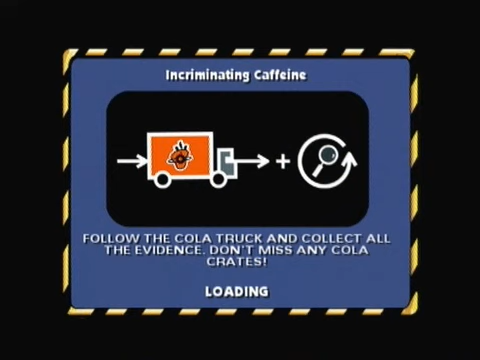 Incriminating Caffeine
FOLLOW THE COLA TRUCK AND COLLECT ALL
THE EVIDENCE. DON'T MISS ANY COLA
CRATES!
LOADING